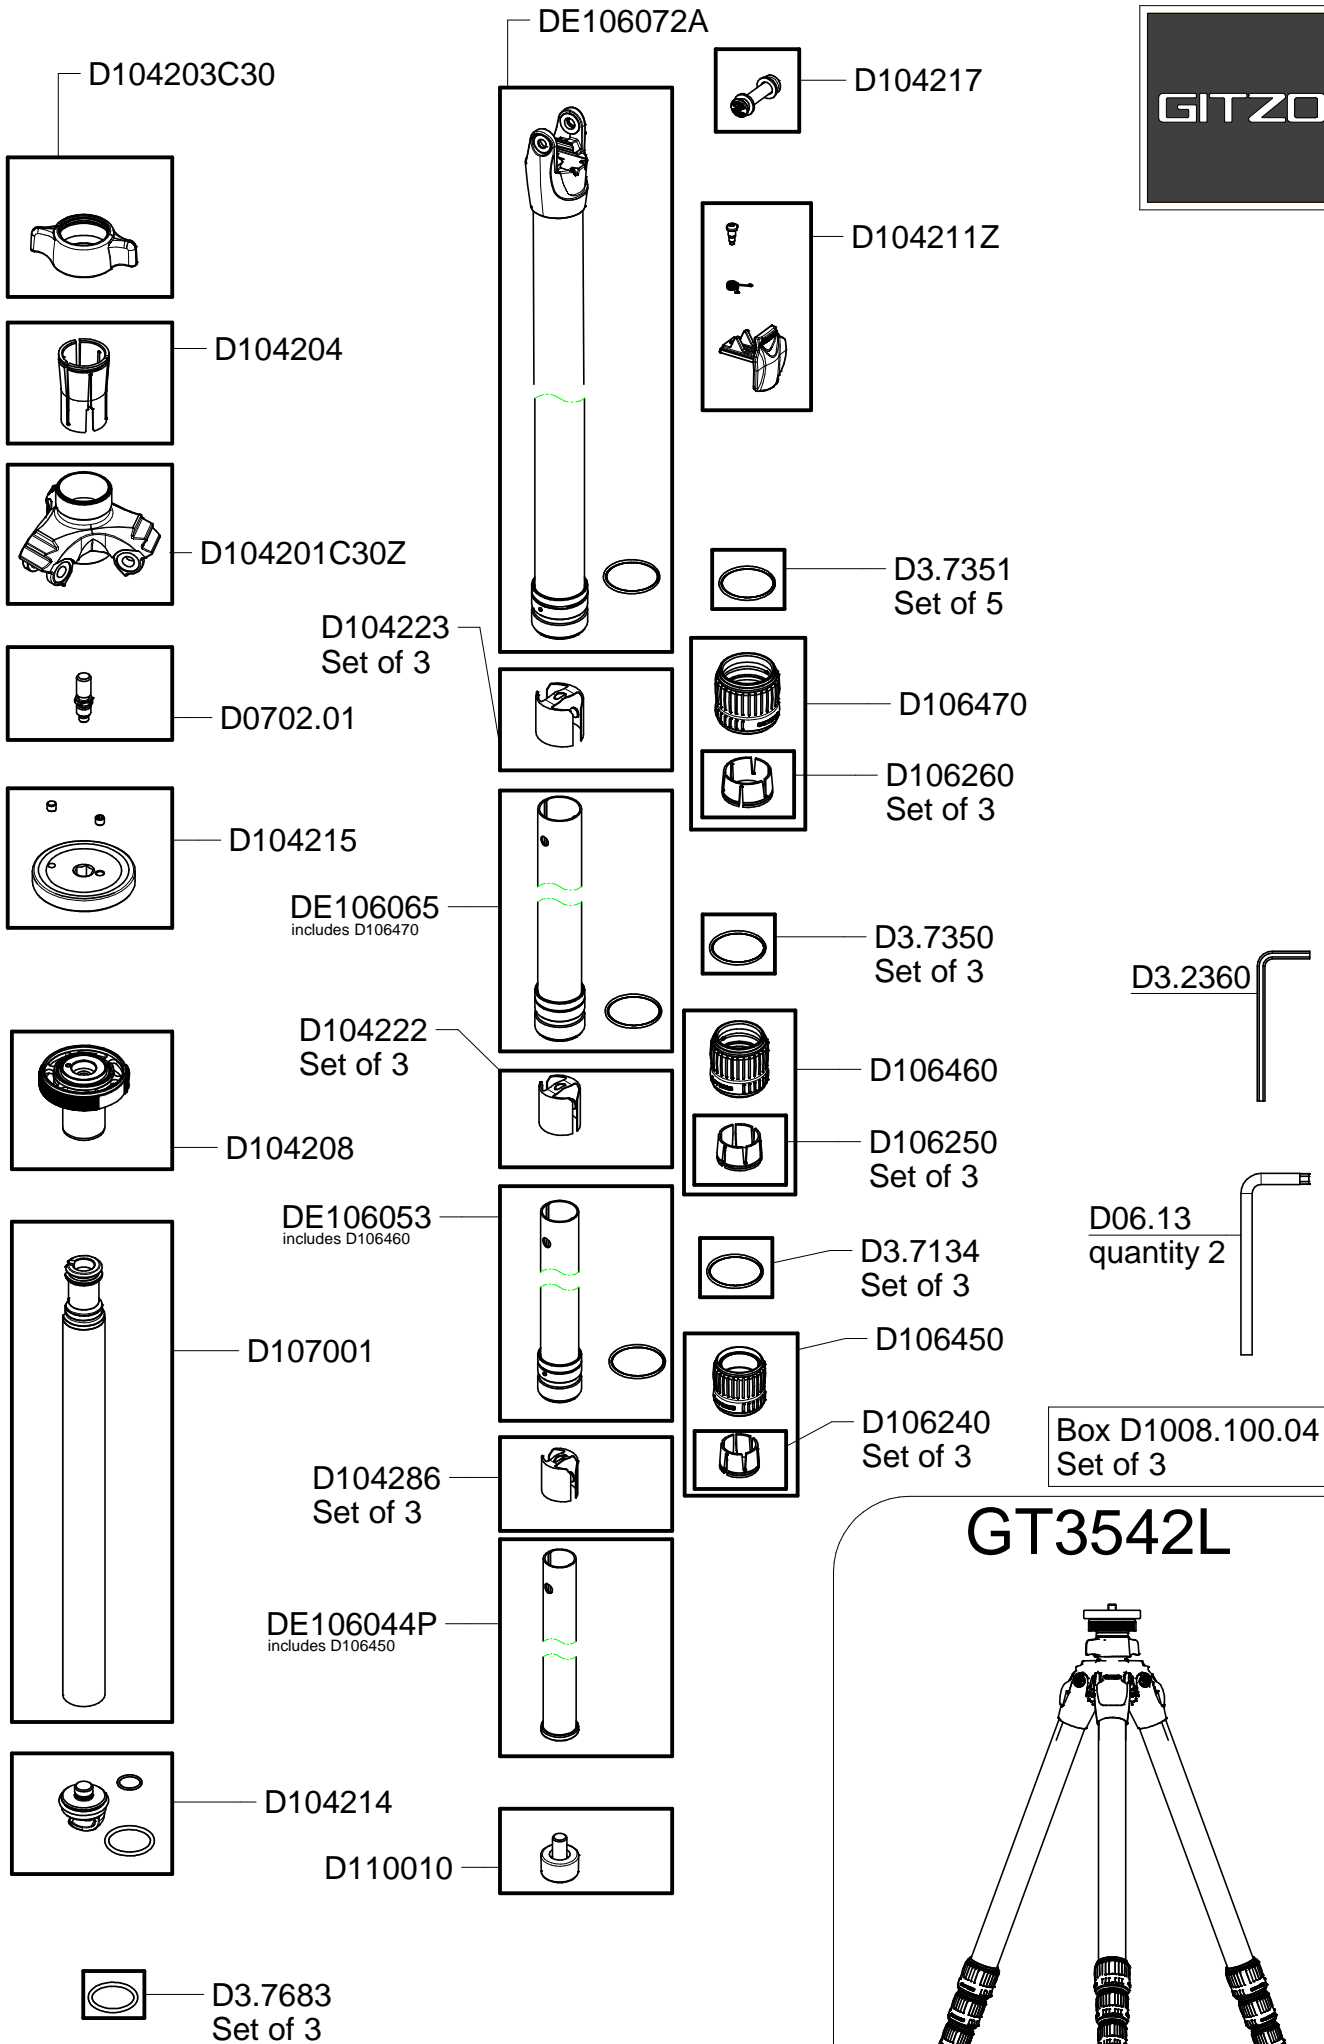 DE106072A
D104203C30
D104217
GITZO
D104211Z
D104204
D104201C30Z
D3.7351
Set of 5
D104223
Set of 3
D0702.01
D106470
D106260
Set of 3
D104215
DE106065
includes D106470
D3.7350
Set of 3
D3.2360
D104222
Set of 3
D106460
D104208
D106250
Set of 3
DE106053
includes D106460
D06.13
quantity 2
D3.7134
Set of 3
D107001
D106450
D106240
Set of 3
Box D1008.100.04
Set of 3
D104286
Set of 3
GT3542L
DE106044P
includes D106450
D104214
D110010
D3.7683
Set of 3